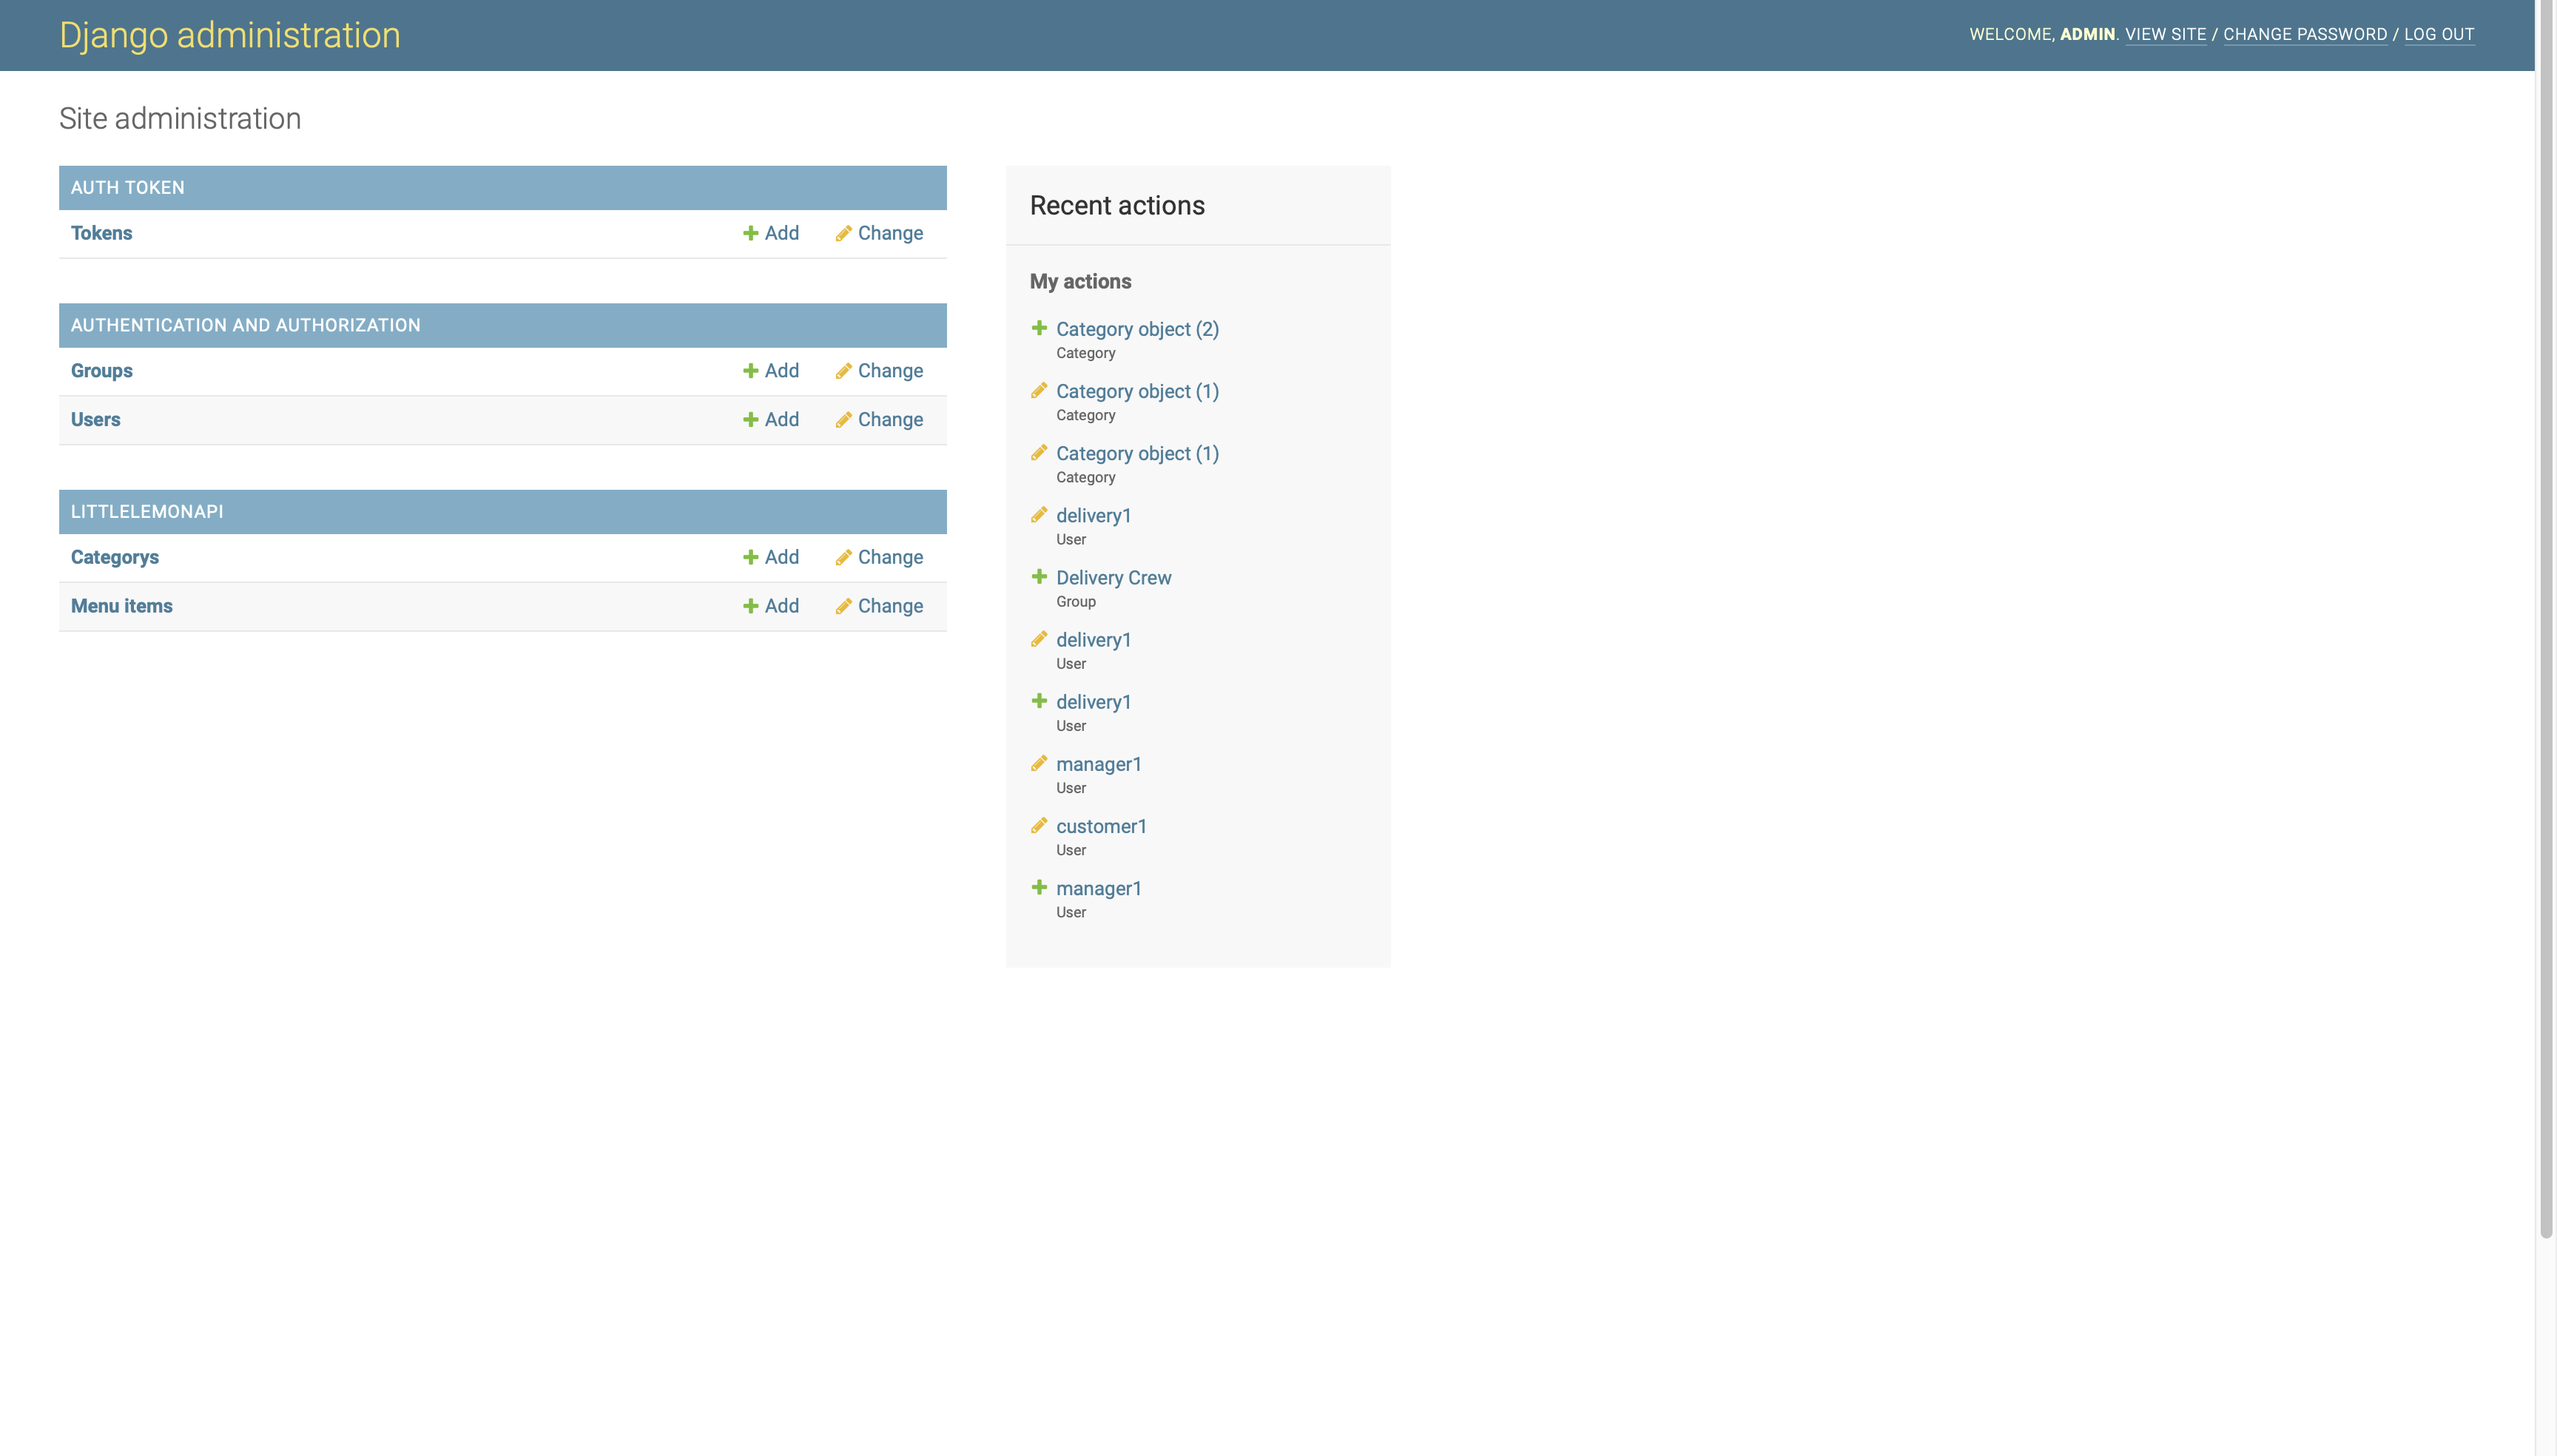 Django administration
WELCOME, ADMIN. VIEW SITE / CHANGE PASSWORD / LOG OUT
Site administration
AUTH TOKEN
Tokens Add Change
AUTHENTICATION AND AUTHORIZATION
Groups Add Change
Users Add Change
LITTLELEMONAPI
Categorys Add Change
Menu items Add Change
Recent actions
My actions
Category object (2)
Category
Category object (1)
Category
Category object (1)
Category
delivery1
User
Delivery Crew
Group
delivery1
User
delivery1
User
manager1
User
customer1
User
manager1
User